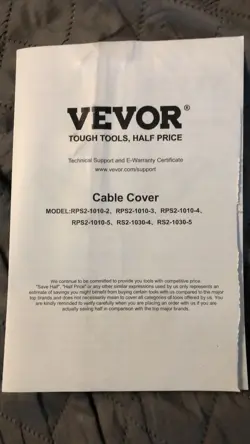 VEVOR®
TOUGH TOOLS, HALF PRICE
Technical Support and E-Warranty Certificate
www.vevor.com/support
Cable Cover
MODEL:RPS2-1010-2、RPS2-1010-3、RPS2-1010-4、
RPS2-1010-5、RS2-1030-4、RS2-1030-5
We continue to be committed to provide you tools with competitive price.
"Save Half", "Half Price" or any other similar expressions used by us only represents an
estimate of savings you might benefit from buying certain tools with us compared to the major
top brands and does not necessarily mean to cover all categories of tools offered by us. You
are kindly reminded to verify carefully when you are placing an order with us if you are
actually saving half in comparison with the top major brands.